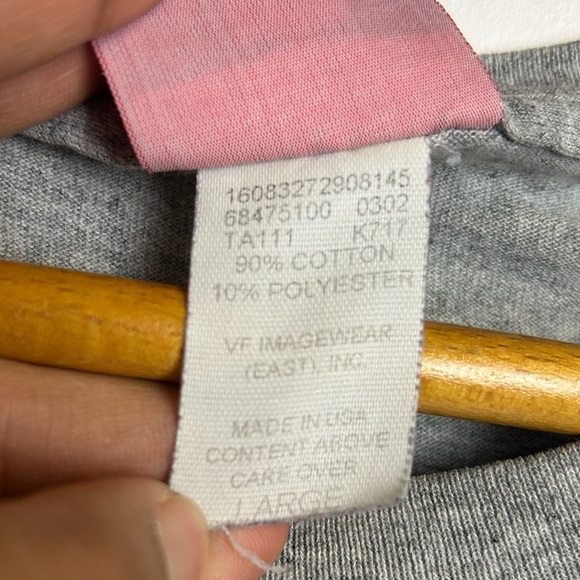 16083272908145
68475100 0302
TA111 K717
90% COTTON
10% POLYESTER
VF IMAGEWEAR
(EAST), INC.
MADE IN USA
CONTENT ABOVE
CARE OVER
LARGE